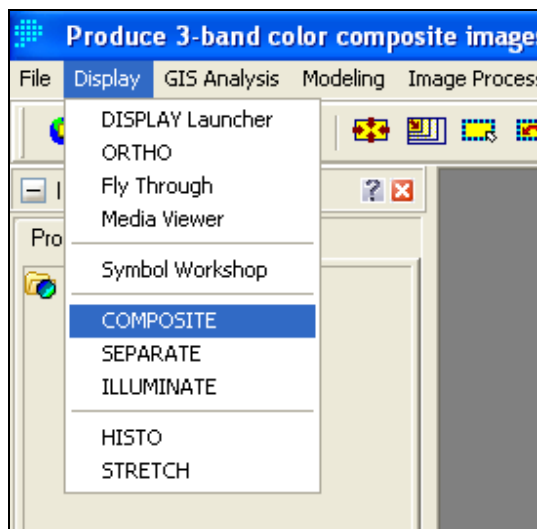 Produce 3-band color composite images
File Display GIS Analysis Modeling Image Process
DISPLAY Launcher
ORTHO
Fly Through
Media Viewer
Symbol Workshop
COMPOSITE
SEPARATE
ILLUMINATE
HISTO
STRETCH
I
Pro